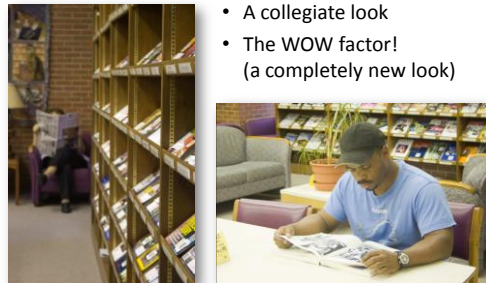 • A collegiate look
• The WOW factor!
(a completely new look)